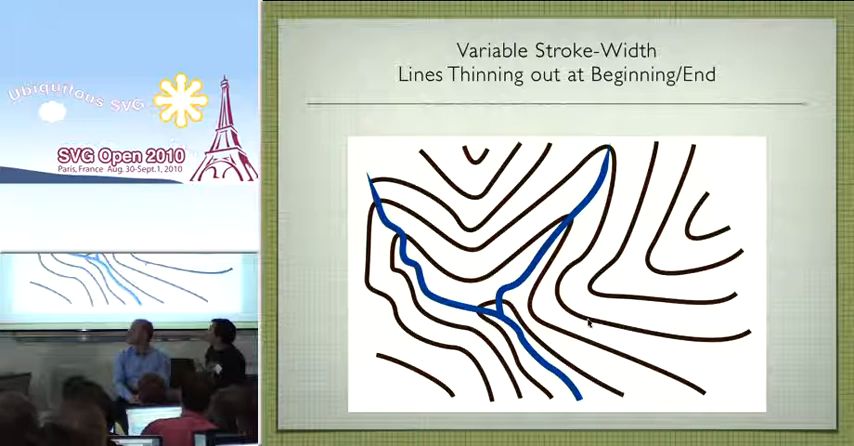 Ubiquitous SVG
SVG Open 2010
Paris, France Aug. 30-Sept. 1, 2010
Variable Stroke-Width
Lines Thinning out at Beginning/End